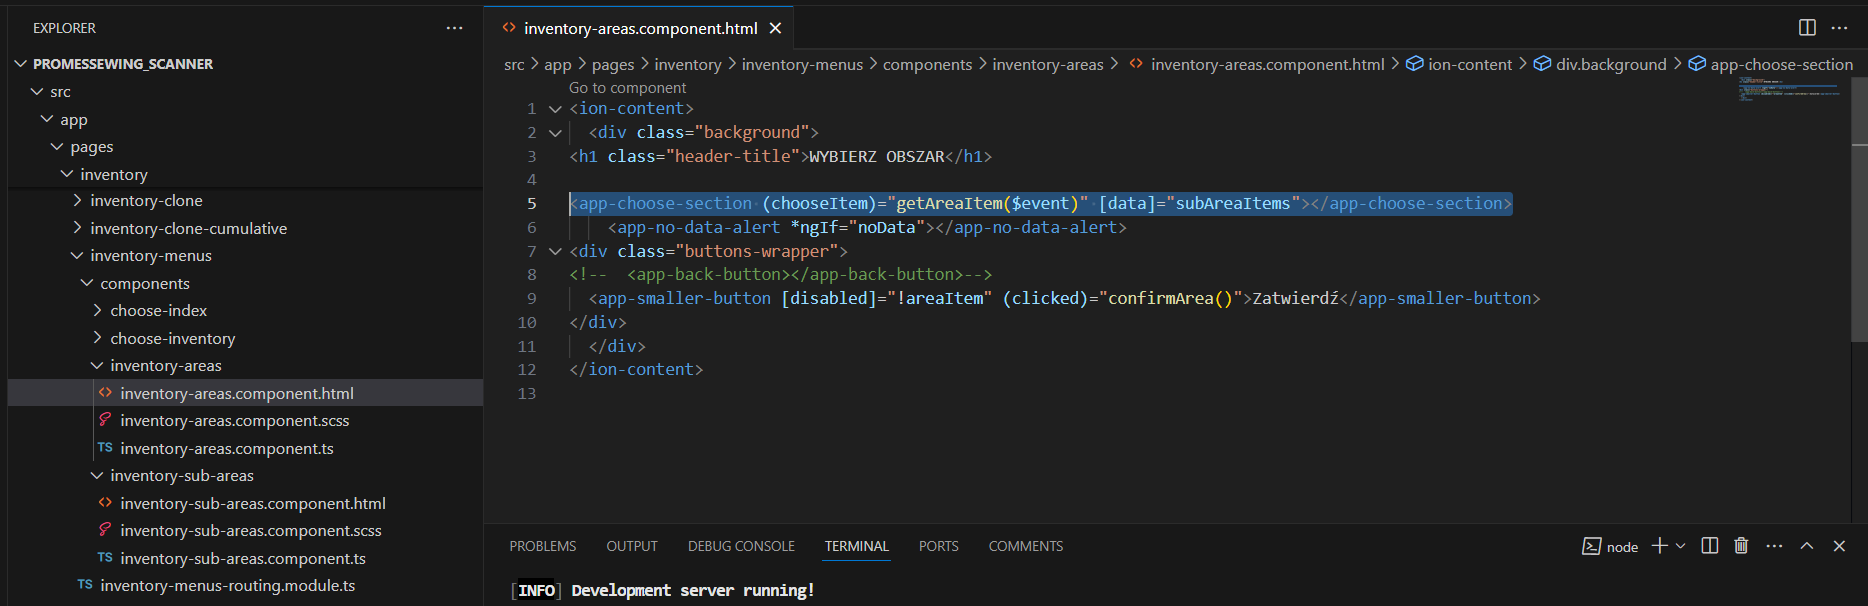 EXPLORER
PROMESSEWING_SCANNER
src
app
pages
inventory
inventory-clone
inventory-clone-cumulative
inventory-menus
components
choose-index
choose-inventory
inventory-areas
inventory-areas.component.html
inventory-areas.component.scss
TS inventory-areas.component.ts
inventory-sub-areas
inventory-sub-areas.component.html
inventory-sub-areas.component.scss
TS inventory-sub-areas.component.ts
TS inventory-menus-routing.module.ts
inventory-areas.component.html
src > app > pages > inventory > inventory-menus > components > inventory-areas > inventory-areas.component.html > ion-content > div.background > app-choose-section
Go to component
1 <ion-content>
2 <div class="background">
3 <h1 class="header-title">WYBIERZ OBSZAR</h1>
4
5 <app-choose-section (chooseItem)="getAreaItem($event)" [data]="subAreaItems"></app-choose-section>
6 <app-no-data-alert *ngIf="noData"></app-no-data-alert>
7 <div class="buttons-wrapper">
8 <!-- <app-back-button></app-back-button>-->
9 <app-smaller-button [disabled]="!areaItem" (clicked)="confirmArea()">Zatwierdź</app-smaller-button>
10 </div>
11 </div>
12 </ion-content>
13
PROBLEMS OUTPUT DEBUG CONSOLE TERMINAL PORTS COMMENTS
node
[INFO] Development server running!